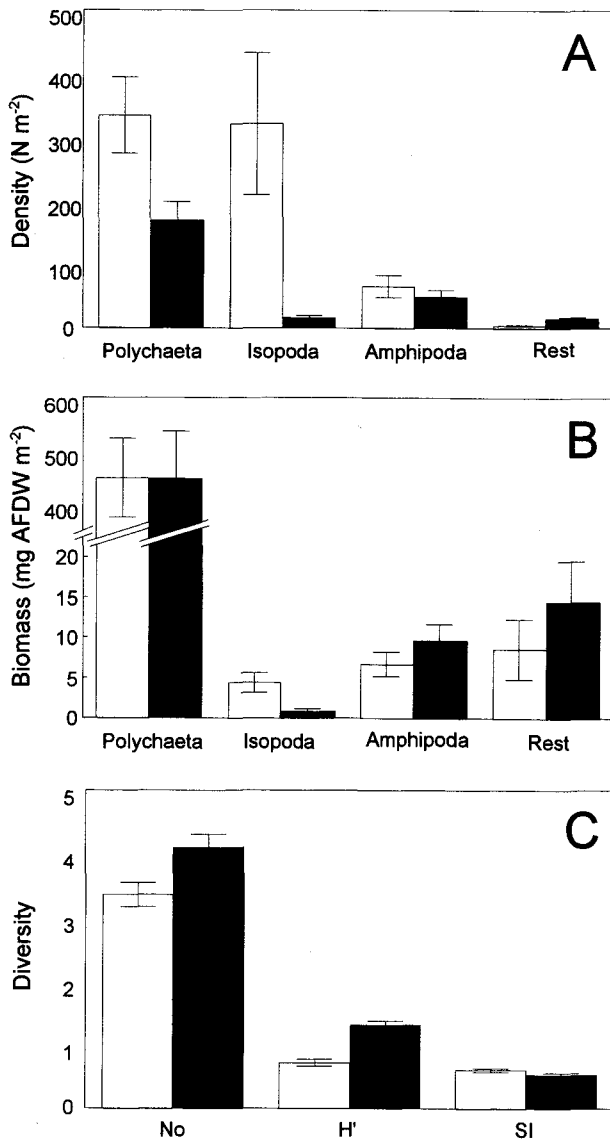 500
400
300
200
100
0
Density (N m⁻²)
A
Polychaeta Isopoda Amphipoda Rest
600
500
400
20
15
10
5
0
Biomass (mg AFDW m⁻²)
B
Polychaeta Isopoda Amphipoda Rest
5
4
3
2
1
0
Diversity
C
No H' SI